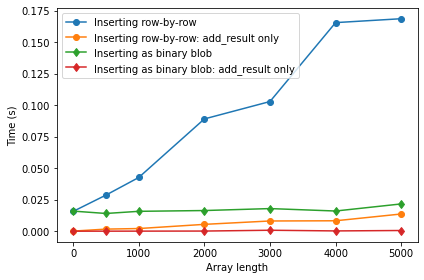 0.175
0.150
0.125
0.100
0.075
0.050
0.025
0.000
Time (s)
Inserting row-by-row
Inserting row-by-row: add_result only
Inserting as binary blob
Inserting as binary blob: add_result only
0 1000 2000 3000 4000 5000
Array length